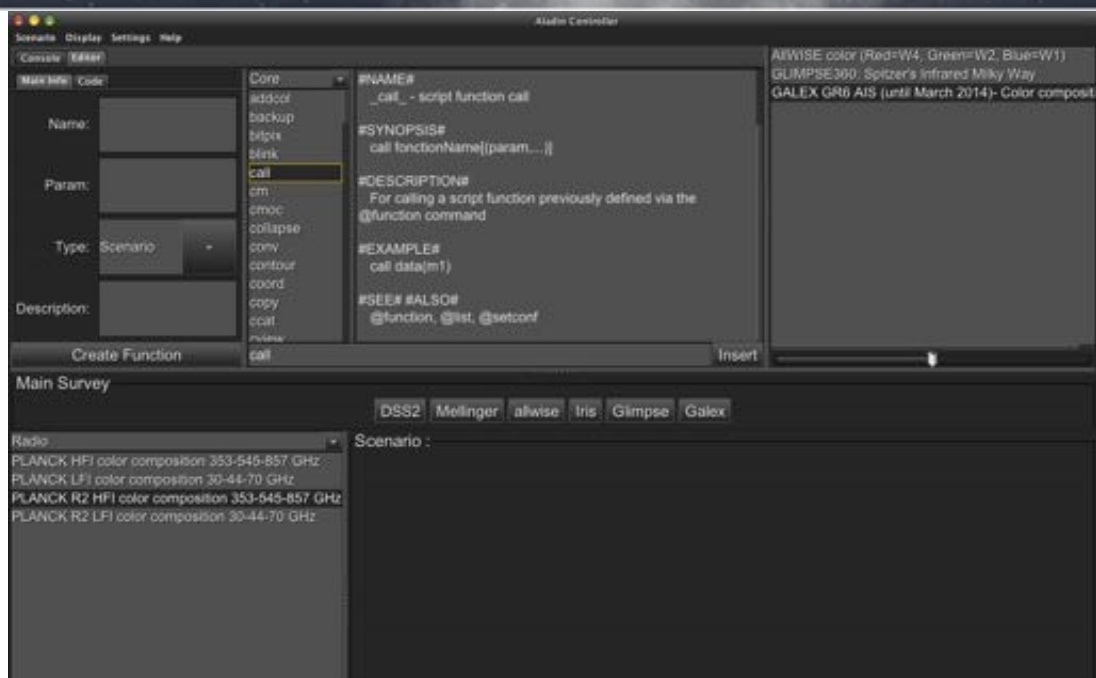 Aladin Controller
Scenario Display Settings Help
Console Editor
Main Info Code
Name:
Param:
Type: Scenario
Description:
Create Function
Core
addcol
backup
bitpix
blink
call
cm
cmoc
collapse
conv
contour
coord
copy
ccat
cview
call
Insert
#NAME#
_call_ - script function call
#SYNOPSIS#
call fonctionName[(param,...)]
#DESCRIPTION#
For calling a script function previously defined via the
@function command
#EXAMPLE#
call data(m1)
#SEE# #ALSO#
@function, @list, @setconf
AllWISE color (Red=W4, Green=W2, Blue=W1)
GLIMPSE360: Spitzer's Infrared Milky Way
GALEX GR6 AIS (until March 2014)- Color composit
Main Survey
DSS2 Mellinger allwise Iris Glimpse Galex
Radio
PLANCK HFI color composition 353-545-857 GHz
PLANCK LFI color composition 30-44-70 GHz
PLANCK R2 HFI color composition 353-545-857 GHz
PLANCK R2 LFI color composition 30-44-70 GHz
Scenario :